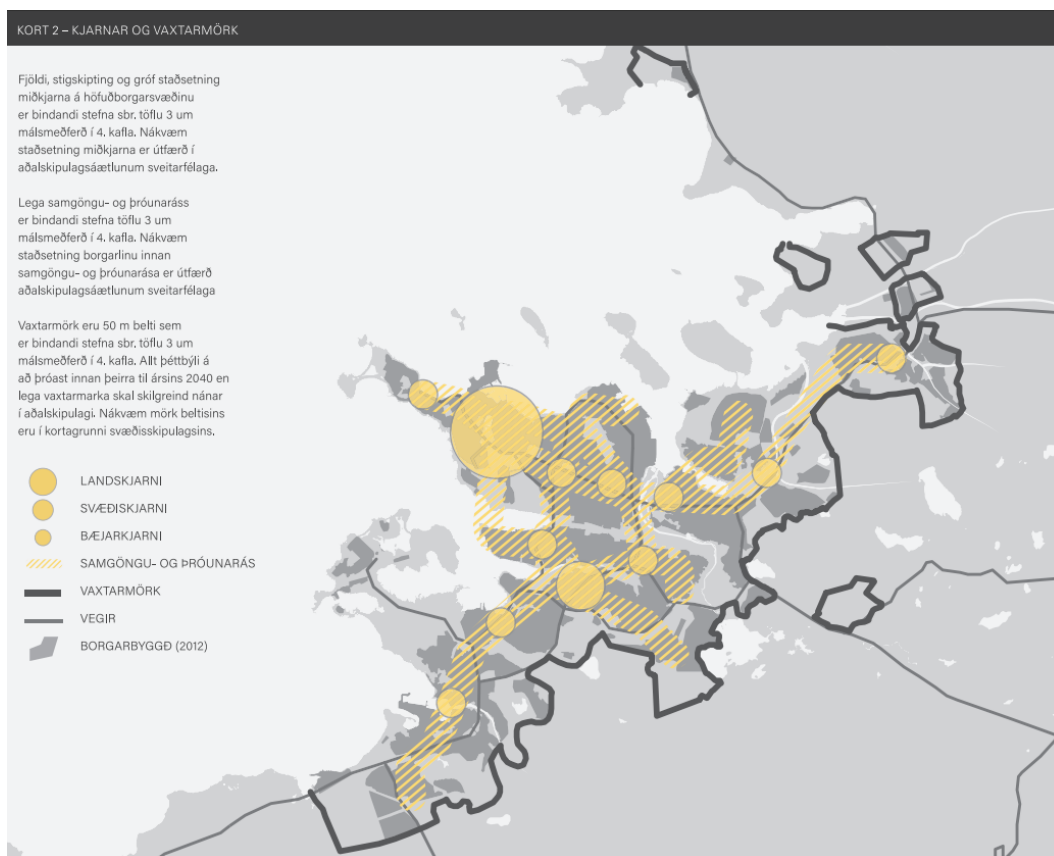 KORT 2 – KJARNAR OG VAXTARMÖRK
Fjöldi, stigskipting og gróf staðsetning
miðkjarna á höfuðborgarsvæðinu
er bindandi stefna sbr. töflu 3 um
málsmeðferð í 4. kafla. Nákvæm
staðsetning miðkjarna er útfærð í
aðalskipulagsáætlunum sveitarfélaga.
Lega samgöngu- og þróunaráss
er bindandi stefna töflu 3 um
málsmeðferð í 4. kafla. Nákvæm
staðsetning borgarlinu innan
samgöngu- og þróunarása er útfærð
aðalskipulagsáætlunum sveitarfélaga
Vaxtarmörk eru 50 m belti sem
er bindandi stefna sbr. töflu 3 um
málsmeðferð í 4. kafla. Allt þéttbýli á
að þróast innan þeirra til ársins 2040 en
lega vaxtarmarka skal skilgreind nánar
í aðalskipulagi. Nákvæm mörk beltisins
eru í kortagrunni svæðisskipulagsins.
LANDSKJARNI
SVÆÐISKJARNI
BÆJARKJARNI
SAMGÖNGU- OG ÞRÓUNARÁS
VAXTARMÖRK
VEGIR
BORGARBYGGÐ (2012)